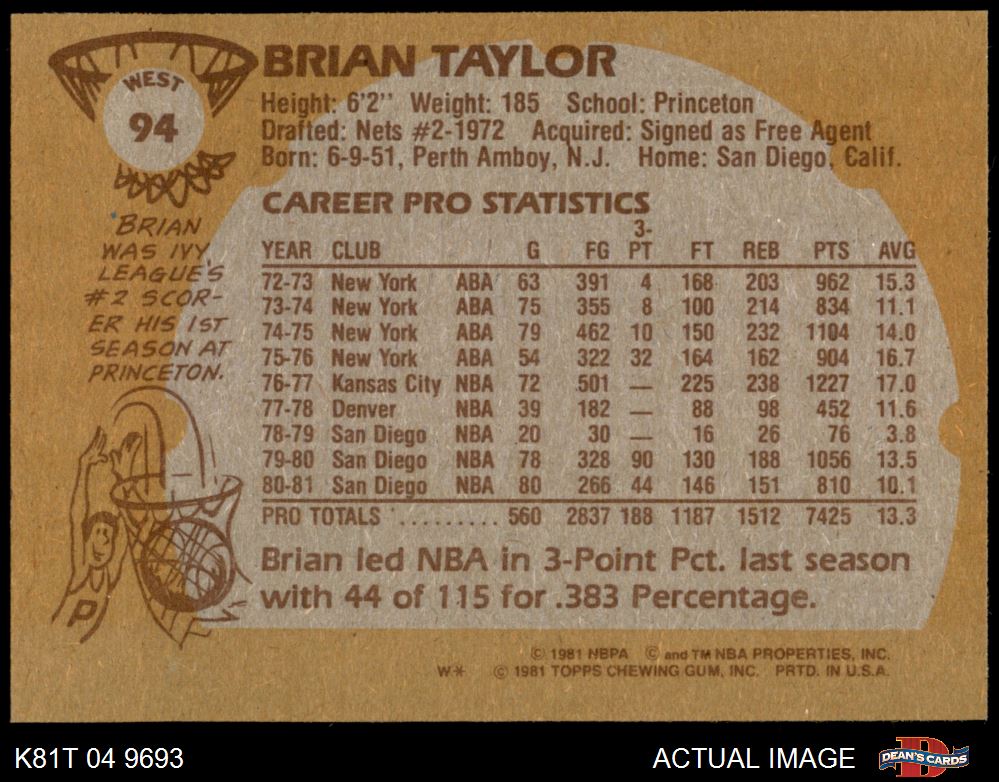 WEST
94
BRIAN TAYLOR
Height: 6'2" Weight: 185 School: Princeton
Drafted: Nets #2-1972 Acquired: Signed as Free Agent
Born: 6-9-51, Perth Amboy, N.J. Home: San Diego, Calif.
BRIAN
WAS IVY
LEAGUE'S
#2 SCOR-
ER HIS 1ST
SEASON AT
PRINCETON.
P
CAREER PRO STATISTICS
YEAR CLUB G FG 3-PT FT REB PTS AVG
72-73 New York ABA 63 391 4 168 203 962 15.3
73-74 New York ABA 75 355 8 100 214 834 11.1
74-75 New York ABA 79 462 10 150 232 1104 14.0
75-76 New York ABA 54 322 32 164 162 904 16.7
76-77 Kansas City NBA 72 501 — 225 238 1227 17.0
77-78 Denver NBA 39 182 — 88 98 452 11.6
78-79 San Diego NBA 20 30 — 16 26 76 3.8
79-80 San Diego NBA 78 328 90 130 188 1056 13.5
80-81 San Diego NBA 80 266 44 146 151 810 10.1
PRO TOTALS .......... 560 2837 188 1187 1512 7425 13.3
Brian led NBA in 3-Point Pct. last season
with 44 of 115 for .383 Percentage.
© 1981 NBPA © and TM NBA PROPERTIES, INC.
W* © 1981 TOPPS CHEWING GUM, INC. PRTD. IN U.S.A.
K81T 04 9693 ACTUAL IMAGE DEAN'S CARDS